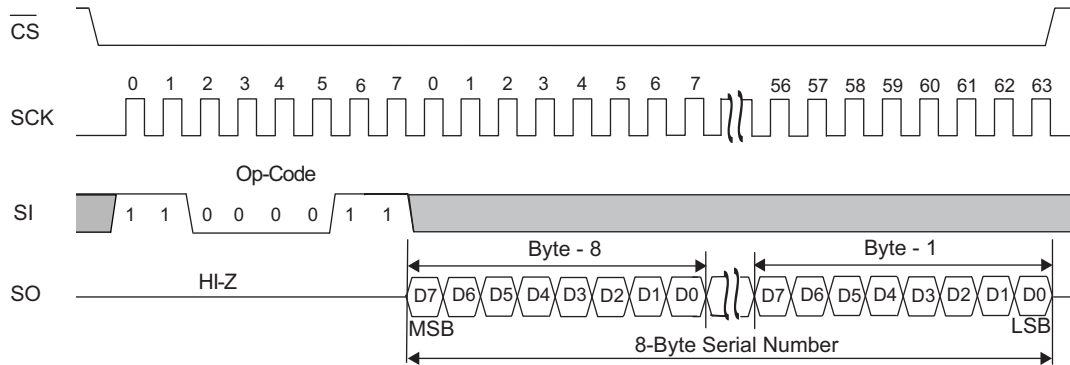 CS
0 1 2 3 4 5 6 7 0 1 2 3 4 5 6 7 56 57 58 59 60 61 62 63
SCK
Op-Code
SI 1 1 0 0 0 0 1 1
Byte - 8 Byte - 1
HI-Z
SO D7 D6 D5 D4 D3 D2 D1 D0 D7 D6 D5 D4 D3 D2 D1 D0
MSB LSB
8-Byte Serial Number